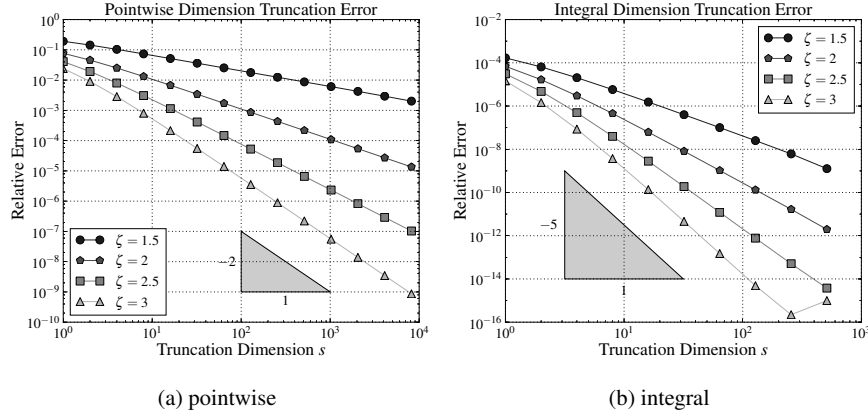 Pointwise Dimension Truncation Error
Relative Error
10^0
10^{-1}
10^{-2}
10^{-3}
10^{-4}
10^{-5}
10^{-6}
10^{-7}
10^{-8}
10^{-9}
10^{-10}
ζ = 1.5
ζ = 2
ζ = 2.5
ζ = 3
−2
1
10^0 10^1 10^2 10^3 10^4
Truncation Dimension s
(a) pointwise
Integral Dimension Truncation Error
Relative Error
10^{-2}
10^{-4}
10^{-6}
10^{-8}
10^{-10}
10^{-12}
10^{-14}
10^{-16}
ζ = 1.5
ζ = 2
ζ = 2.5
ζ = 3
−5
1
10^0 10^1 10^2 10^3
Truncation Dimension s
(b) integral